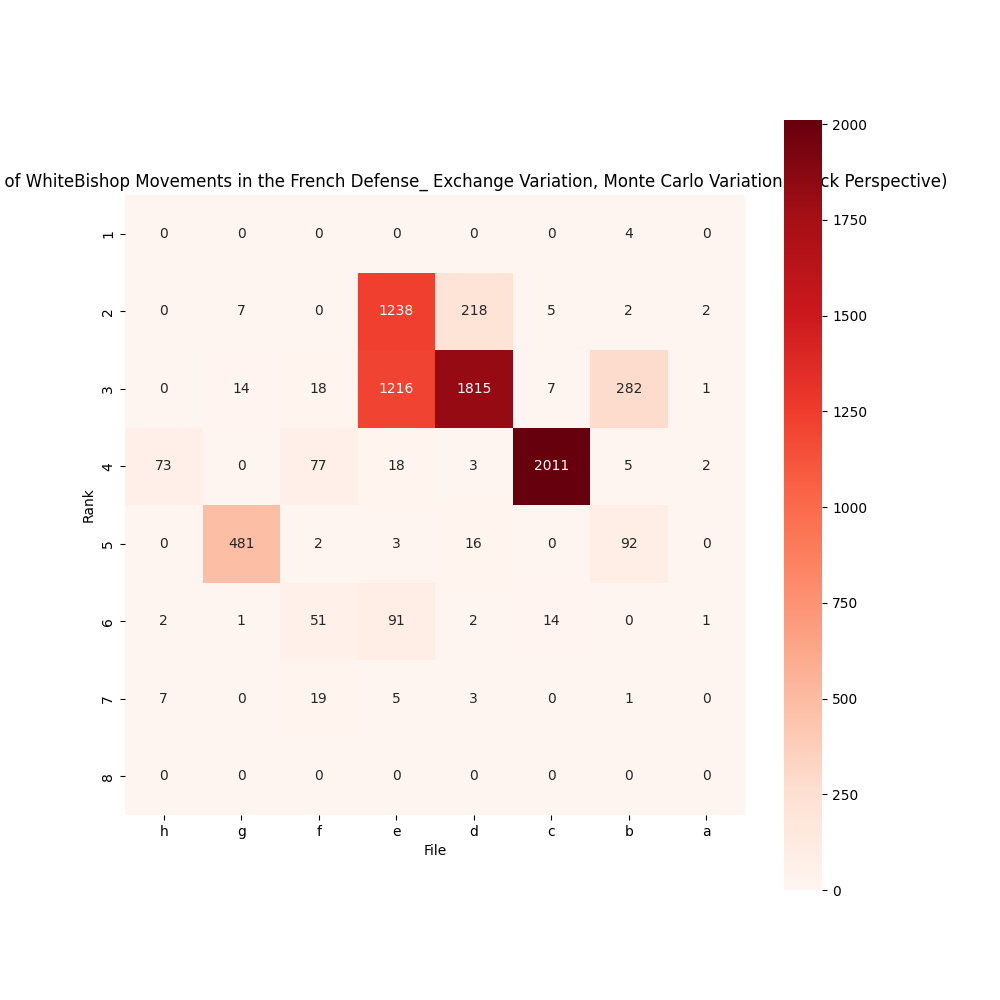 of WhiteBishop Movements in the French Defense_ Exchange Variation, Monte Carlo Variation ck Perspective)
2000
1750
1500
1250
1000
750
500
250
0
Rank
1 0 0 0 0 0 0 4 0
2 0 7 0 1238 218 5 2 2
3 0 14 18 1216 1815 7 282 1
4 73 0 77 18 3 2011 5 2
5 0 481 2 3 16 0 92 0
6 2 1 51 91 2 14 0 1
7 7 0 19 5 3 0 1 0
8 0 0 0 0 0 0 0 0
h g f e d c b a
File